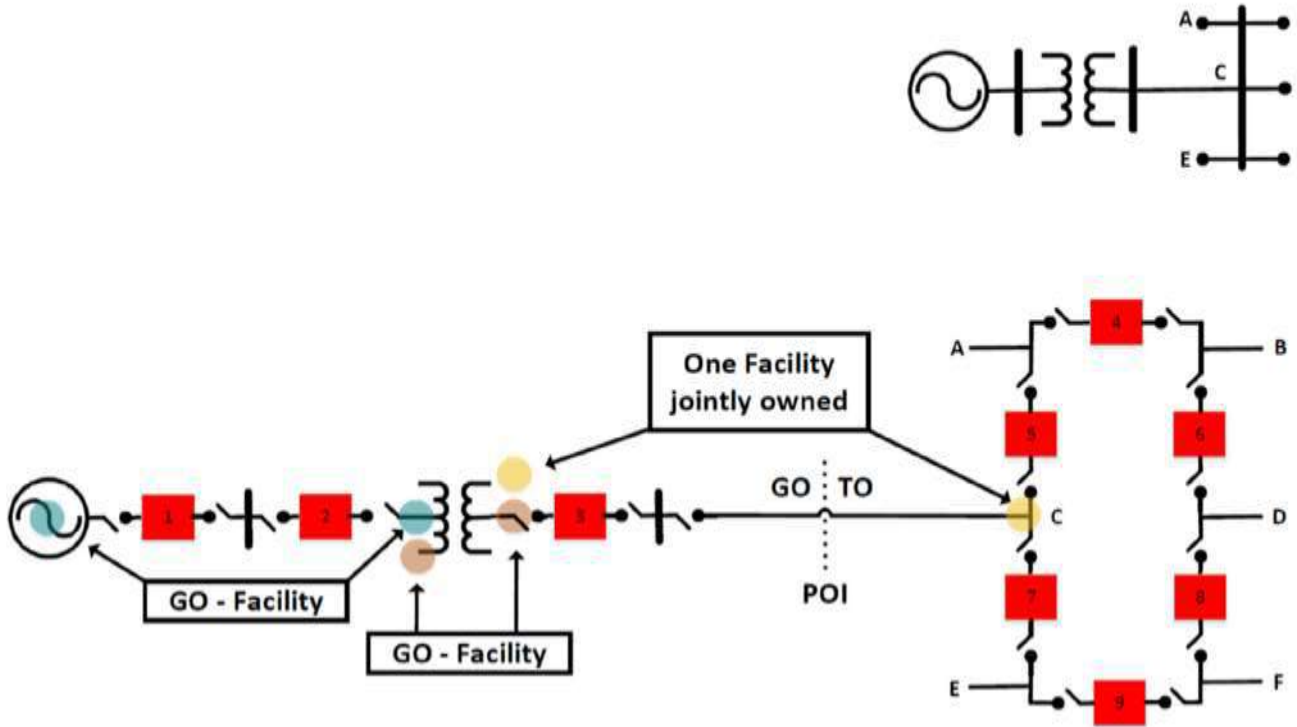 A
C
E
4
One Facility
jointly owned
A
B
5
6
GO TO
1
2
3
C
D
GO - Facility
POI
7
8
GO - Facility
E
F
9